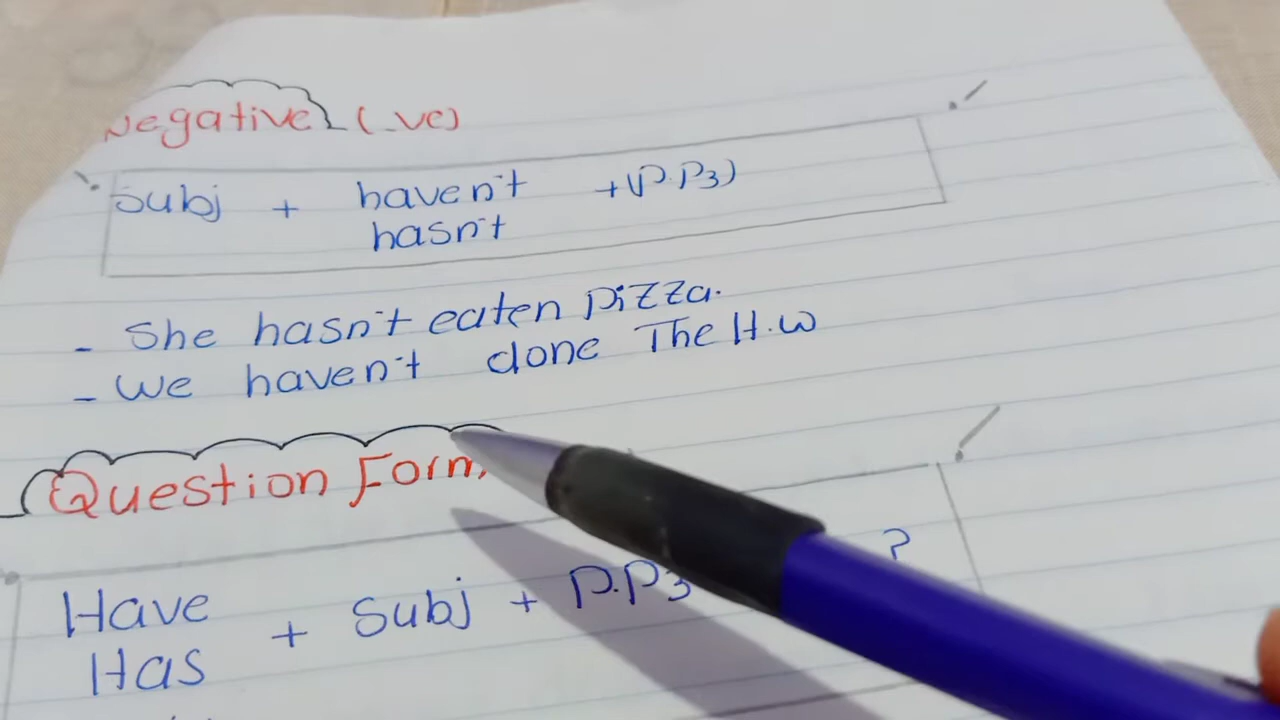 Negative (-ve)
Subj + haven't + (P.P3)
hasn't
- She hasn't eaten Pizza.
- We haven't done The H.W
Question Form
Have + Subj + P.P3 ?
Has